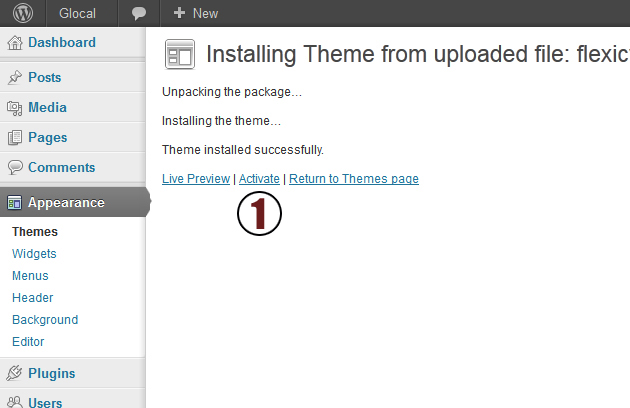 Glocal + New
Dashboard
Posts
Media
Pages
Comments
Appearance
Themes
Widgets
Menus
Header
Background
Editor
Plugins
Users
Installing Theme from uploaded file: flexic
Unpacking the package…
Installing the theme…
Theme installed successfully.
Live Preview | Activate | Return to Themes page
1